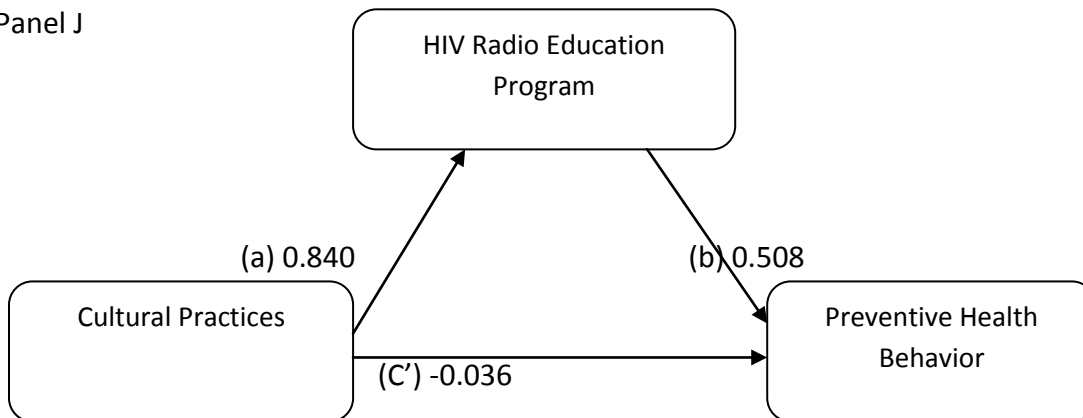 Panel J
HIV Radio Education
Program
(a) 0.840
(b) 0.508
Cultural Practices
Preventive Health
Behavior
(C’) -0.036